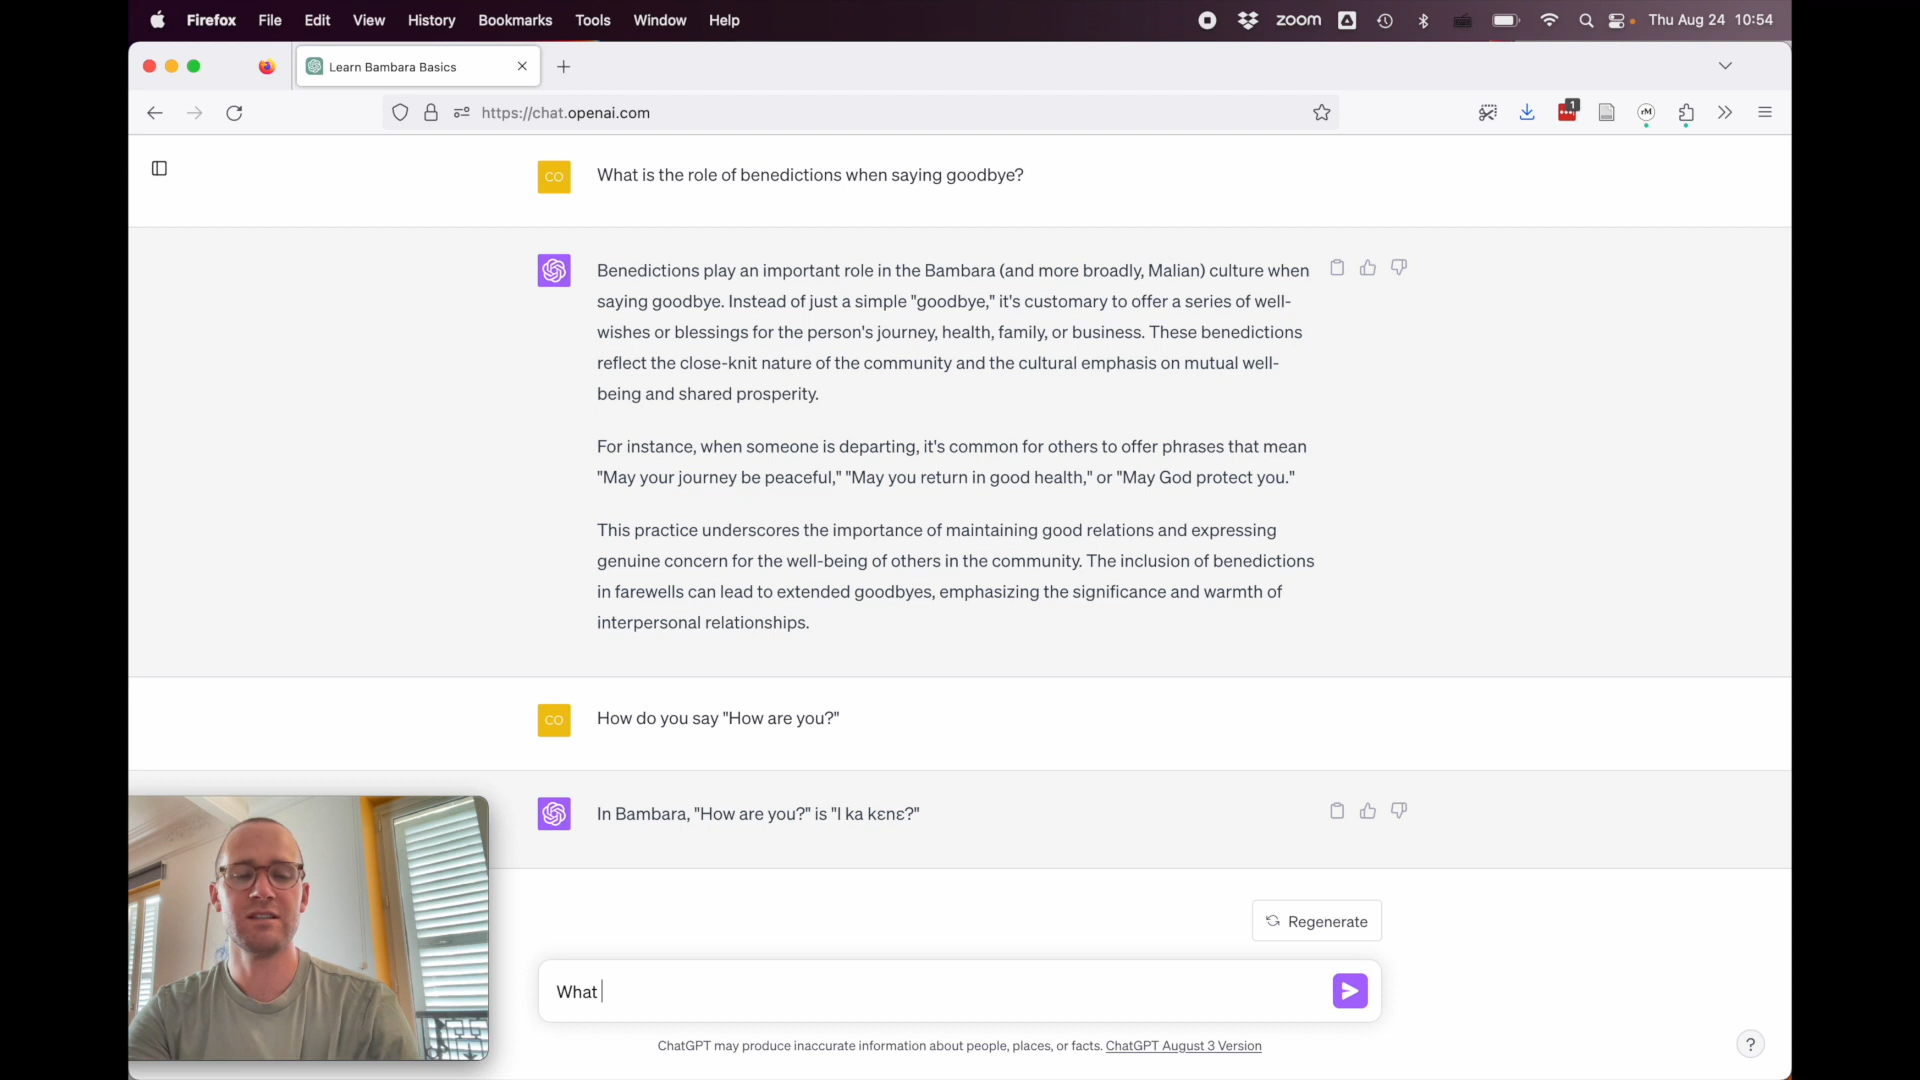 Firefox File Edit View History Bookmarks Tools Window Help zoom Thu Aug 24 10:54
Learn Bambara Basics
https://chat.openai.com 1 rM
CO What is the role of benedictions when saying goodbye?
Benedictions play an important role in the Bambara (and more broadly, Malian) culture when
saying goodbye. Instead of just a simple "goodbye," it's customary to offer a series of well-
wishes or blessings for the person's journey, health, family, or business. These benedictions
reflect the close-knit nature of the community and the cultural emphasis on mutual well-
being and shared prosperity.
For instance, when someone is departing, it's common for others to offer phrases that mean
"May your journey be peaceful," "May you return in good health," or "May God protect you."
This practice underscores the importance of maintaining good relations and expressing
genuine concern for the well-being of others in the community. The inclusion of benedictions
in farewells can lead to extended goodbyes, emphasizing the significance and warmth of
interpersonal relationships.
CO How do you say "How are you?"
In Bambara, "How are you?" is "I ka kɛnɛ?"
Regenerate
What
ChatGPT may produce inaccurate information about people, places, or facts. ChatGPT August 3 Version
?